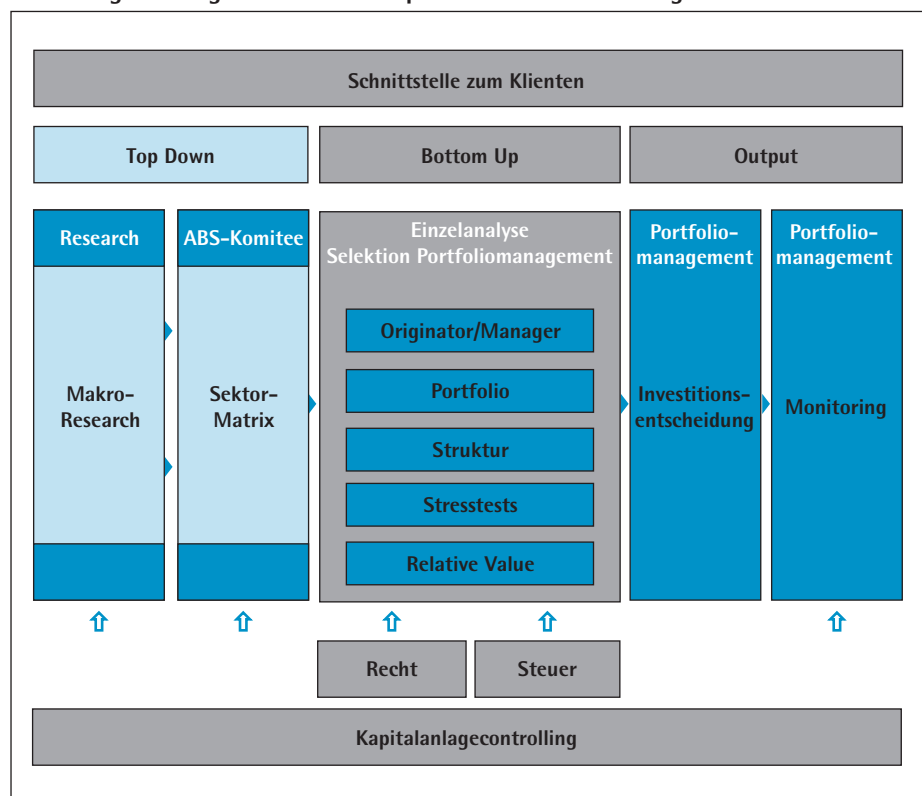 Schnittstelle zum Klienten
Top Down
Bottom Up
Output
Research
ABS-Komitee
Einzelanalyse
Selektion Portfoliomanagement
Portfolio-
management
Portfolio-
management
Makro-
Research
Sektor-
Matrix
Originator/Manager
Portfolio
Struktur
Stresstests
Relative Value
Investitions-
entscheidung
Monitoring
Recht
Steuer
Kapitalanlagecontrolling